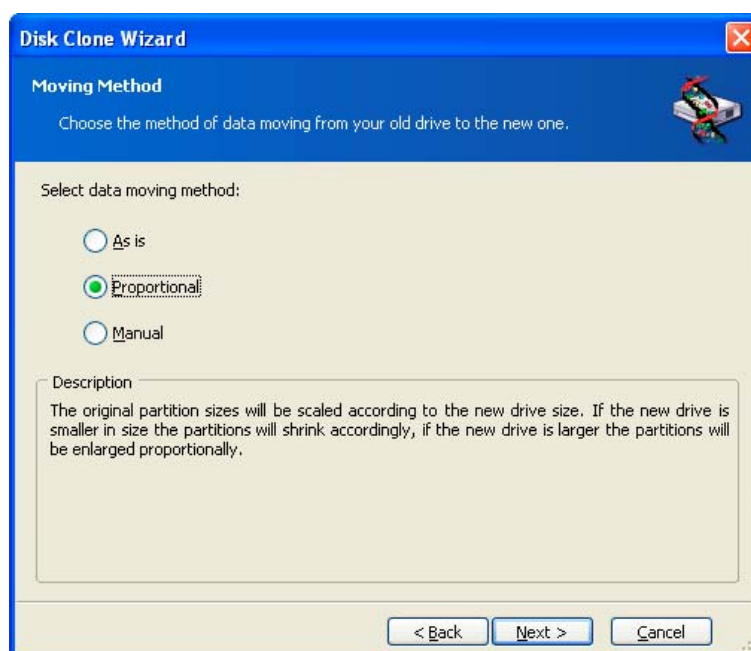 Disk Clone Wizard
Moving Method
Choose the method of data moving from your old drive to the new one.
Select data moving method:
As is
Proportional
Manual
Description
The original partition sizes will be scaled according to the new drive size. If the new drive is
smaller in size the partitions will shrink accordingly, if the new drive is larger the partitions will
be enlarged proportionally.
< Back Next > Cancel